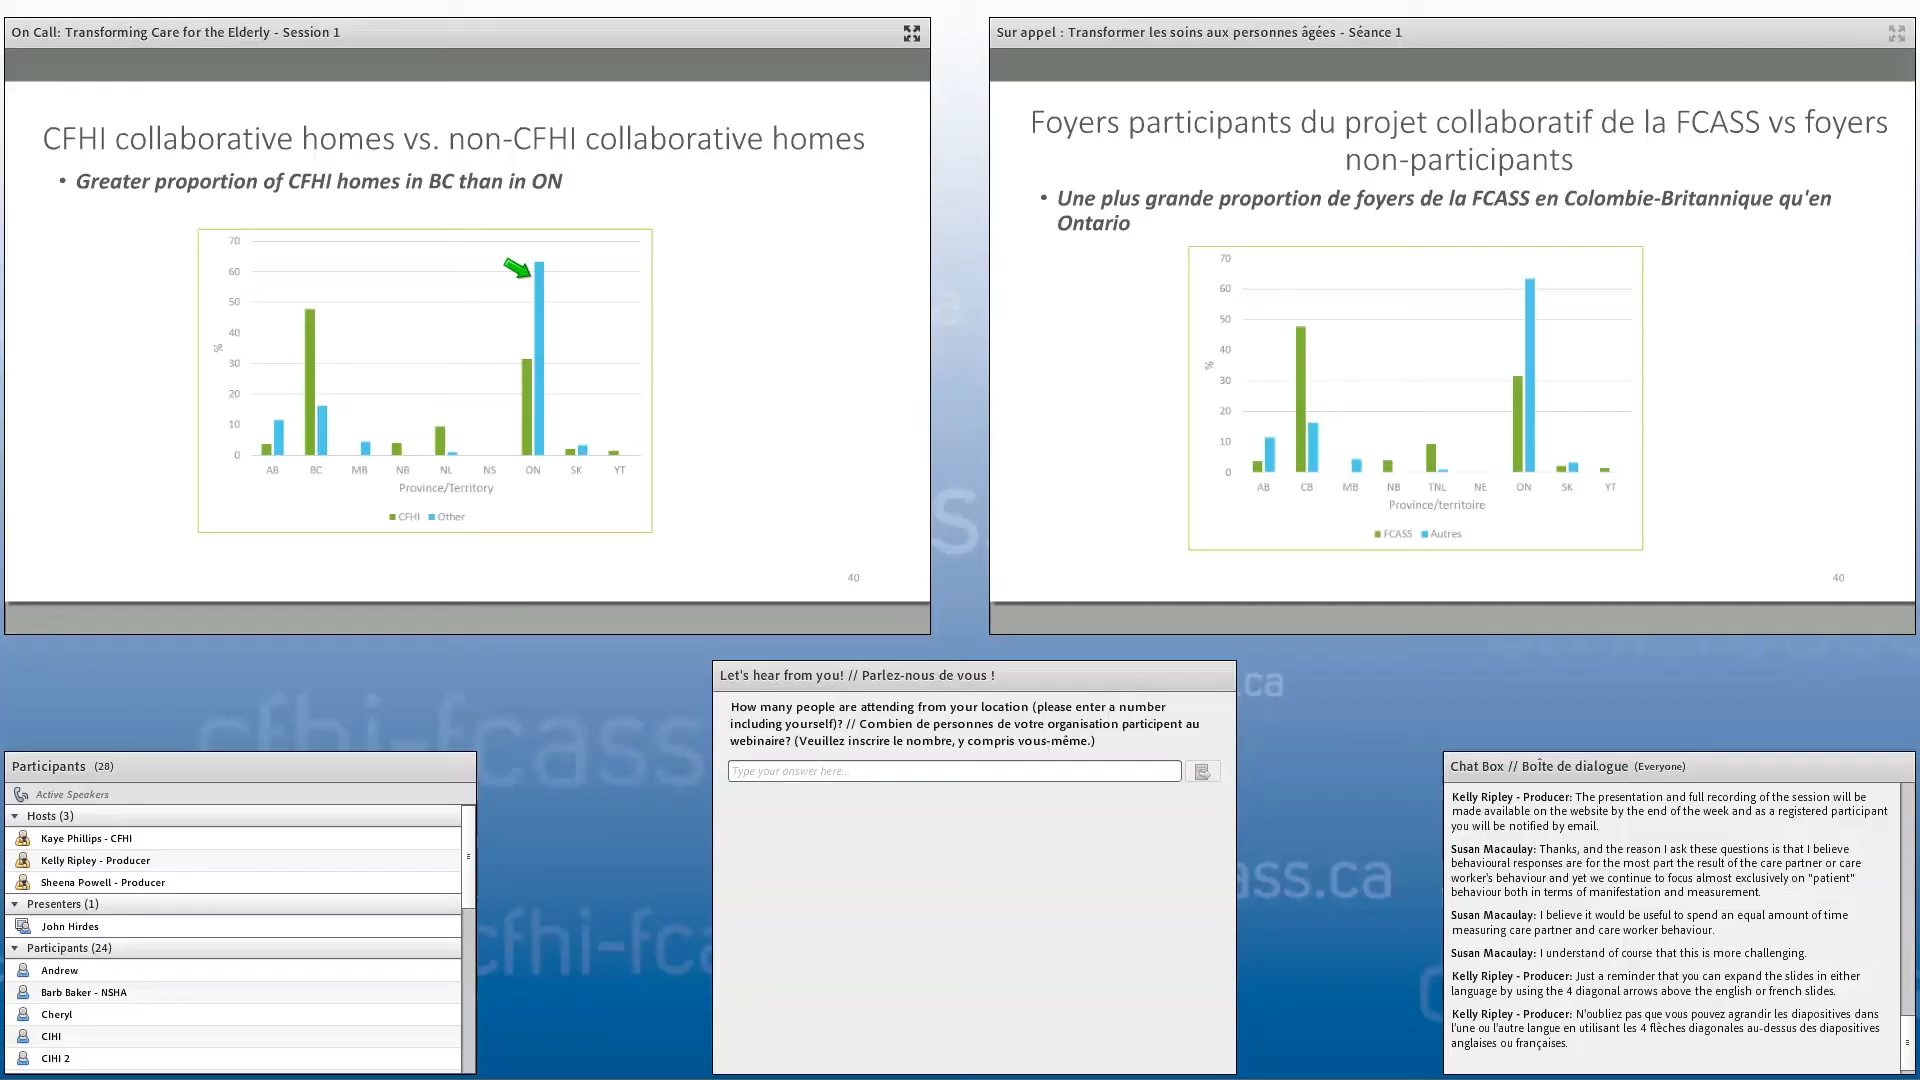 On Call: Transforming Care for the Elderly - Session 1
CFHI collaborative homes vs. non-CFHI collaborative homes
• Greater proportion of CFHI homes in BC than in ON
70
60
50
40
30
20
10
0
%
AB BC MB NB NL NS ON SK YT
Province/Territory
CFHI Other
40
Sur appel : Transformer les soins aux personnes âgées - Séance 1
Foyers participants du projet collaboratif de la FCASS vs foyers
non-participants
• Une plus grande proportion de foyers de la FCASS en Colombie-Britannique qu'en
Ontario
70
60
50
40
30
20
10
0
%
AB CB MB NB TNL NE ON SK YT
Province/territoire
FCASS Autres
40
Participants (28)
Active Speakers
Hosts (3)
Kaye Phillips - CFHI
Kelly Ripley - Producer
Sheena Powell - Producer
Presenters (1)
John Hirdes
Participants (24)
Andrew
Barb Baker - NSHA
Cheryl
CIHI
CIHI 2
Let's hear from you! // Parlez-nous de vous !
How many people are attending from your location (please enter a number
including yourself)? // Combien de personnes de votre organisation participent au
webinaire? (Veuillez inscrire le nombre, y compris vous-même.)
Type your answer here...
Chat Box // Boîte de dialogue (Everyone)
Kelly Ripley - Producer: The presentation and full recording of the session will be
made available on the website by the end of the week and as a registered participant
you will be notified by email.
Susan Macaulay: Thanks, and the reason I ask these questions is that I believe
behavioural responses are for the most part the result of the care partner or care
worker's behaviour and yet we continue to focus almost exclusively on "patient"
behaviour both in terms of manifestation and measurement.
Susan Macaulay: I believe it would be useful to spend an equal amount of time
measuring care partner and care worker behaviour.
Susan Macaulay: I understand of course that this is more challenging.
Kelly Ripley - Producer: Just a reminder that you can expand the slides in either
language by using the 4 diagonal arrows above the english or french slides.
Kelly Ripley - Producer: N'oubliez pas que vous pouvez agrandir les diapositives dans
l'une ou l'autre langue en utilisant les 4 flèches diagonales au-dessus des diapositives
anglaises ou françaises.
cfhi-fcass
.ca
ass.ca
cfhi-fca